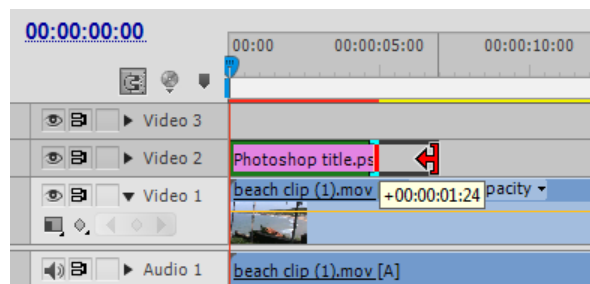 00:00:00:00
00:00 00:00:05:00 00:00:10:00
Video 3
Video 2 Photoshop title.ps
Video 1 beach clip (1).mov pacity
+00:00:01:24
Audio 1 beach clip (1).mov [A]